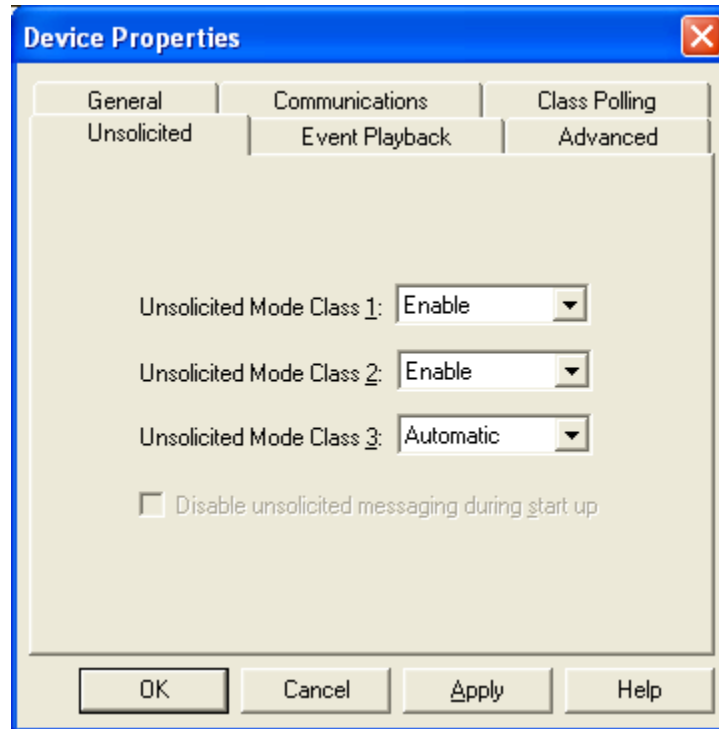 Device Properties
General Communications Class Polling
Unsolicited Event Playback Advanced
Unsolicited Mode Class 1: Enable
Unsolicited Mode Class 2: Enable
Unsolicited Mode Class 3: Automatic
Disable unsolicited messaging during start up
OK Cancel Apply Help